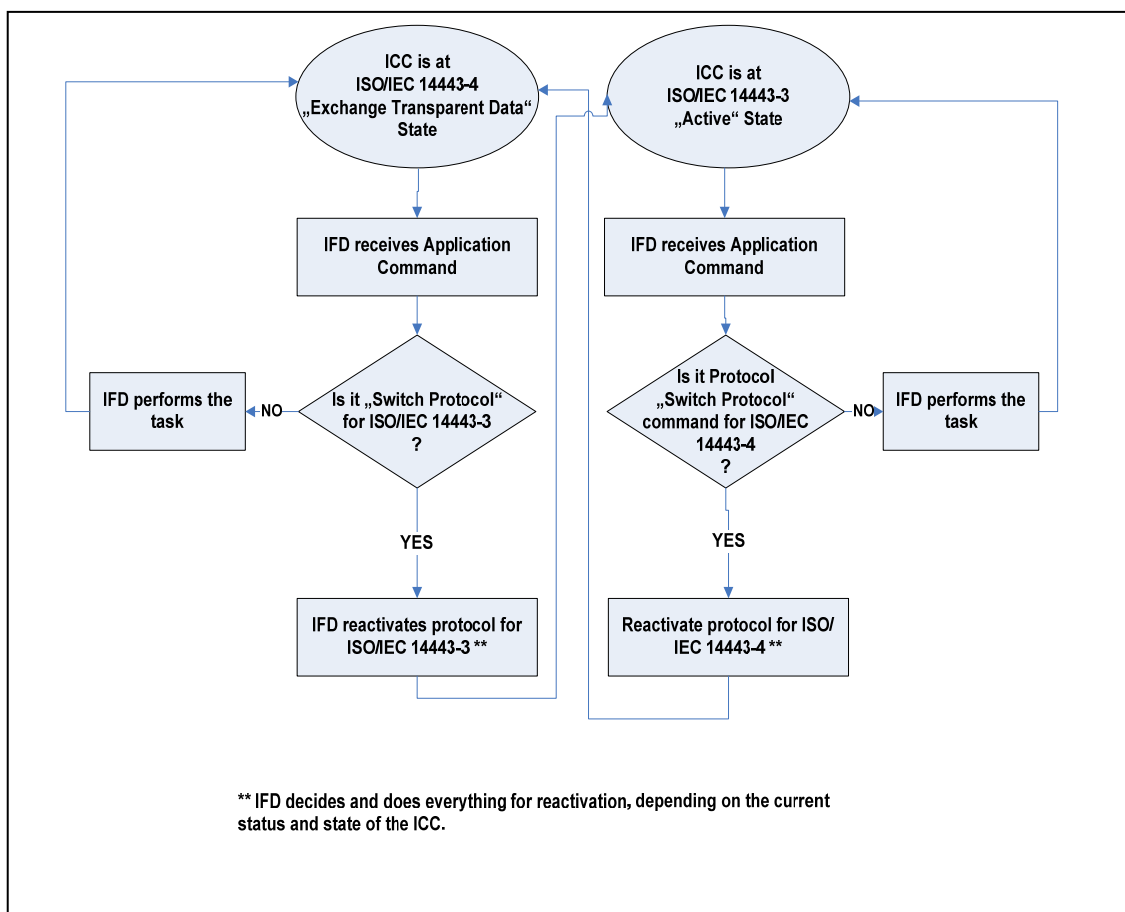 ICC is at
ISO/IEC 14443-4
„Exchange Transparent Data“
State
IFD receives Application
Command
Is it „Switch Protocol“
for ISO/IEC 14443-3
?
NO
IFD performs the
task
YES
IFD reactivates protocol for
ISO/IEC 14443-3 **
ICC is at
ISO/IEC 14443-3
„Active“ State
IFD receives Application
Command
Is it Protocol
„Switch Protocol“
command for ISO/IEC
14443-4
?
NO
IFD performs the
task
YES
Reactivate protocol for ISO/
IEC 14443-4 **
** IFD decides and does everything for reactivation, depending on the current
status and state of the ICC.